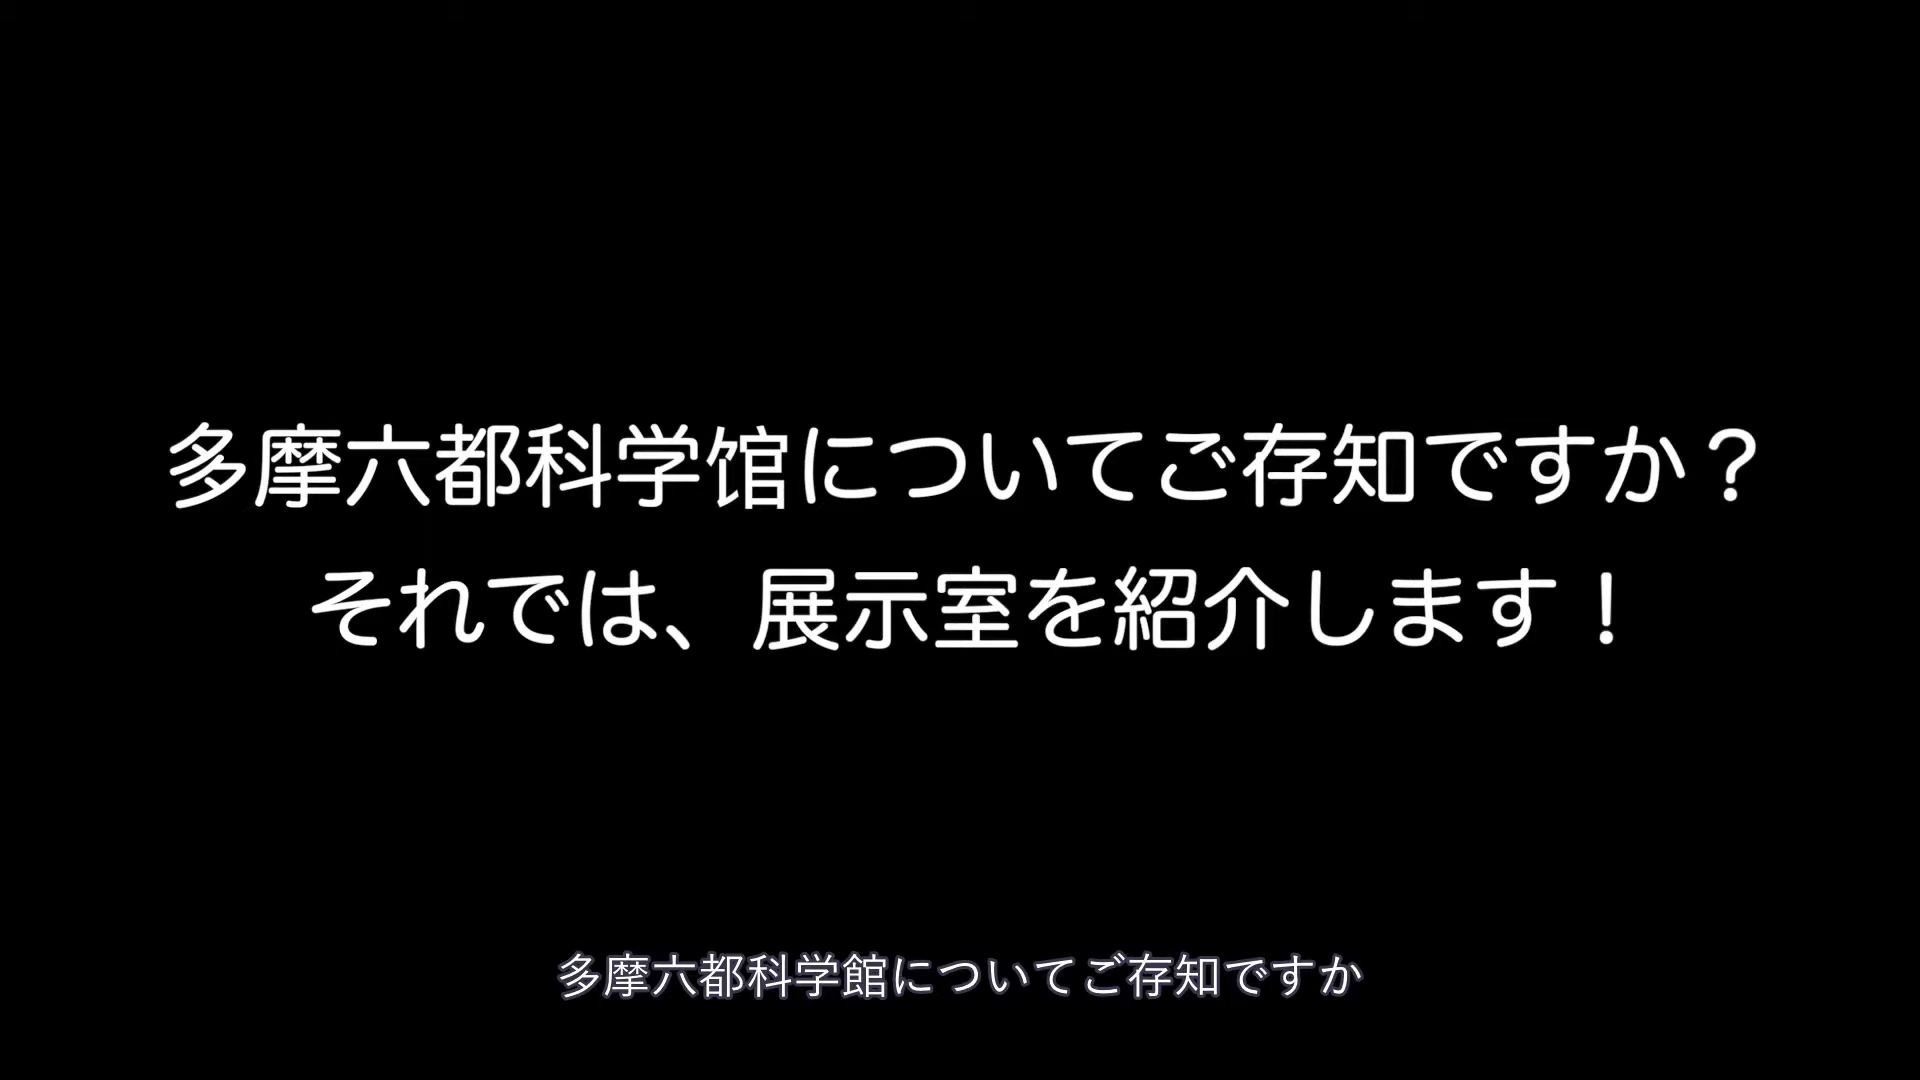 多摩六都科学馆についてご存知ですか？
それでは、展示室を紹介します！
多摩六都科学館についてご存知ですか